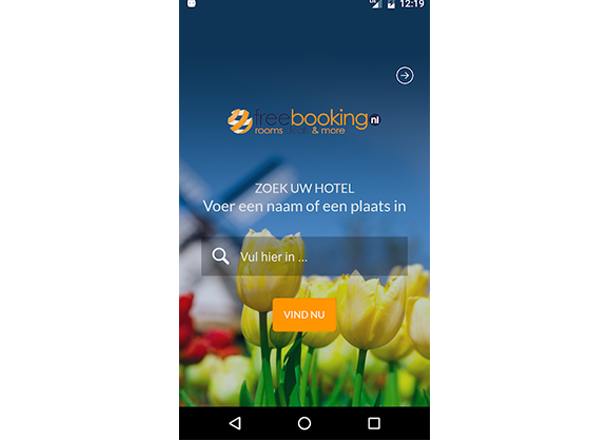 12:19
freebooking.nl
rooms deals & more
ZOEK UW HOTEL
Voer een naam of een plaats in
Vul hier in ...
VIND NU